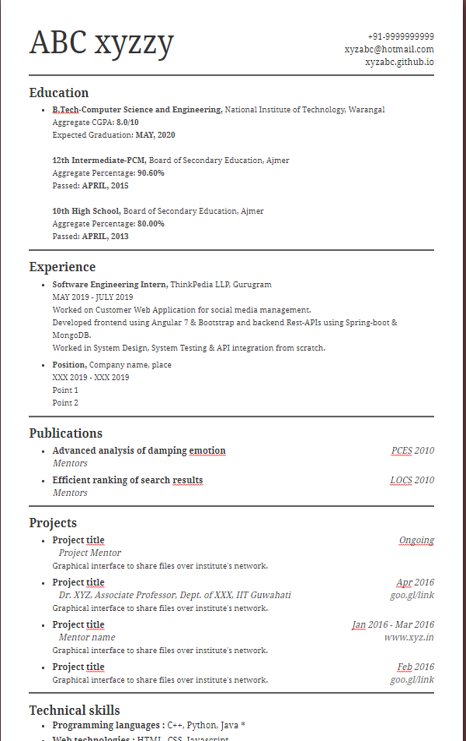 ABC xyzzy
+91-9999999999
xyzabc@hotmail.com
xyzabc.github.io
Education
• B.Tech-Computer Science and Engineering, National Institute of Technology, Warangal
Aggregate CGPA: 8.0/10
Expected Graduation: MAY, 2020
12th Intermediate-PCM, Board of Secondary Education, Ajmer
Aggregate Percentage: 90.60%
Passed: APRIL, 2015
10th High School, Board of Secondary Education, Ajmer
Aggregate Percentage: 80.00%
Passed: APRIL, 2013
Experience
• Software Engineering Intern, ThinkPedia LLP, Gurugram
MAY 2019 - JULY 2019
Worked on Customer Web Application for social media management.
Developed frontend using Angular 7 & Bootstrap and backend Rest-APIs using Spring-boot &
MongoDB.
Worked in System Design, System Testing & API integration from scratch.
• Position, Company name, place
XXX 2019 - XXX 2019
Point 1
Point 2
Publications
• Advanced analysis of damping emotion PCES 2010
Mentors
• Efficient ranking of search results LOCS 2010
Mentors
Projects
• Project title Ongoing
Project Mentor
Graphical interface to share files over institute's network.
• Project title Apr 2016
Dr. XYZ, Associate Professor, Dept. of XXX, IIT Guwahati goo.gl/link
Graphical interface to share files over institute's network.
• Project title Jan 2016 - Mar 2016
Mentor name www.xyz.in
Graphical interface to share files over institute's network.
• Project title Feb 2016
Graphical interface to share files over institute's network. goo.gl/link
Technical skills
• Programming languages : C++, Python, Java *
• Web technologies : HTML, CSS, Javascript